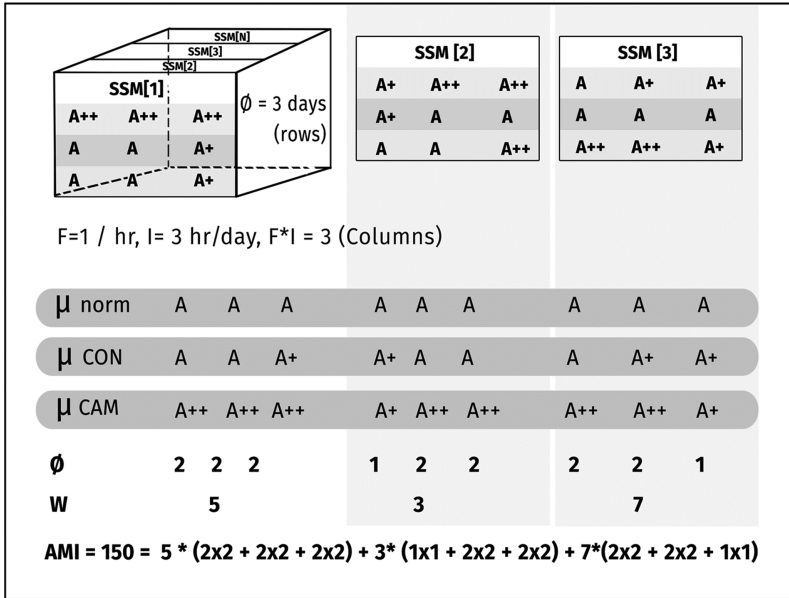 SSM[N]
SSM[3]
SSM[2]
SSM[1]
A++ A++ A++
A A A+
A A A+
Ø = 3 days
(rows)
SSM [2]
A+ A++ A++
A+ A A
A A A++
SSM [3]
A A+ A+
A A A
A++ A++ A+
F=1 / hr, I= 3 hr/day, F*I = 3 (Columns)
μ norm A A A A A A A A A
μ CON A A A+ A+ A A A A+ A+
μ CAM A++ A++ A++ A+ A++ A++ A++ A++ A+
Ø 2 2 2 1 2 2 2 2 1
W 5 3 7
AMI = 150 = 5 * (2x2 + 2x2 + 2x2) + 3* (1x1 + 2x2 + 2x2) + 7*(2x2 + 2x2 + 1x1)